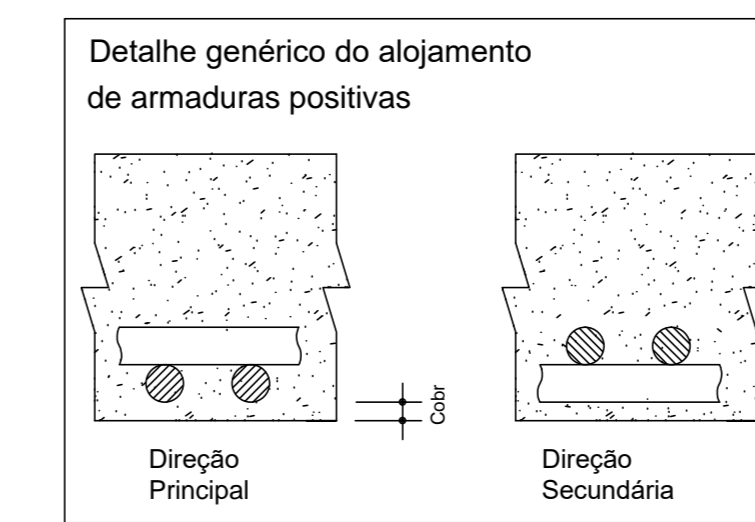 Detalhe genérico do alojamento
de armaduras positivas
Cobr
Direção
Principal
Direção
Secundária